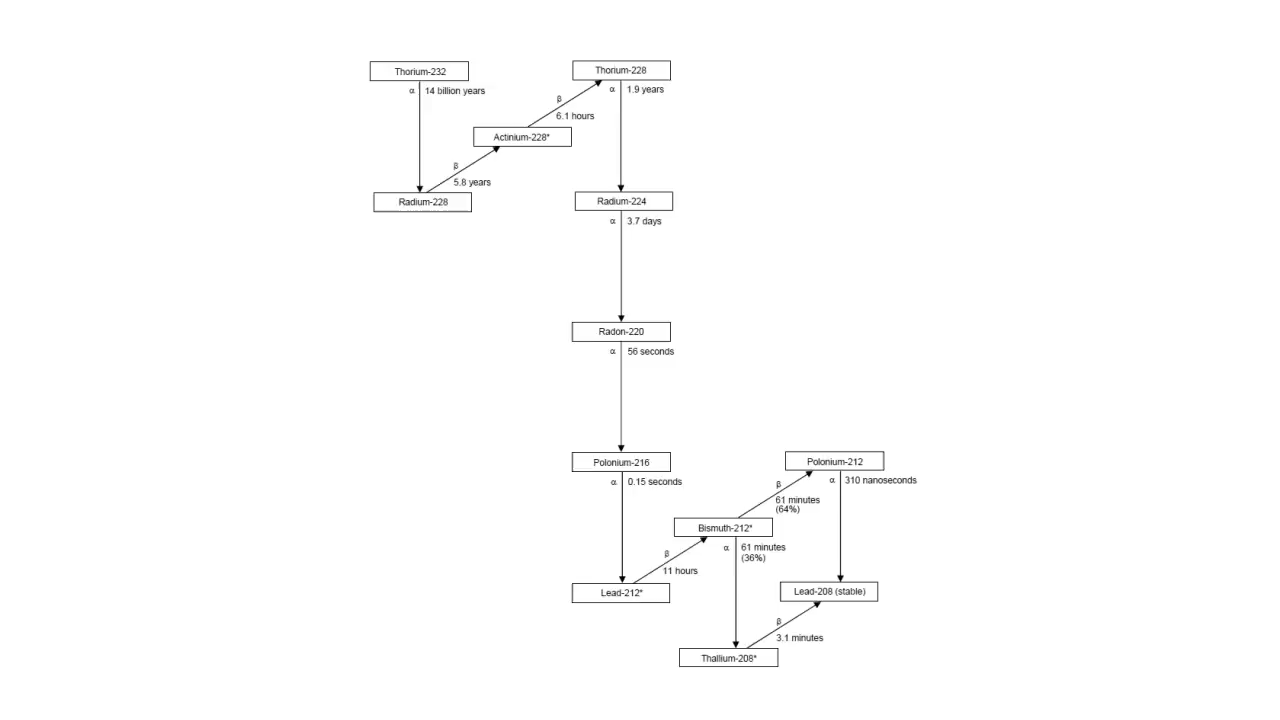 Thorium-232
Thorium-228
α 14 billion years
α 1.9 years
β
6.1 hours
Actinium-228*
β
5.8 years
Radium-228
Radium-224
α 3.7 days
Radon-220
α 56 seconds
Polonium-216
Polonium-212
α 0.15 seconds
α 310 nanoseconds
β
61 minutes
(64%)
Bismuth-212*
α 61 minutes
(36%)
β
11 hours
Lead-212*
Lead-208 (stable)
β
3.1 minutes
Thallium-208*